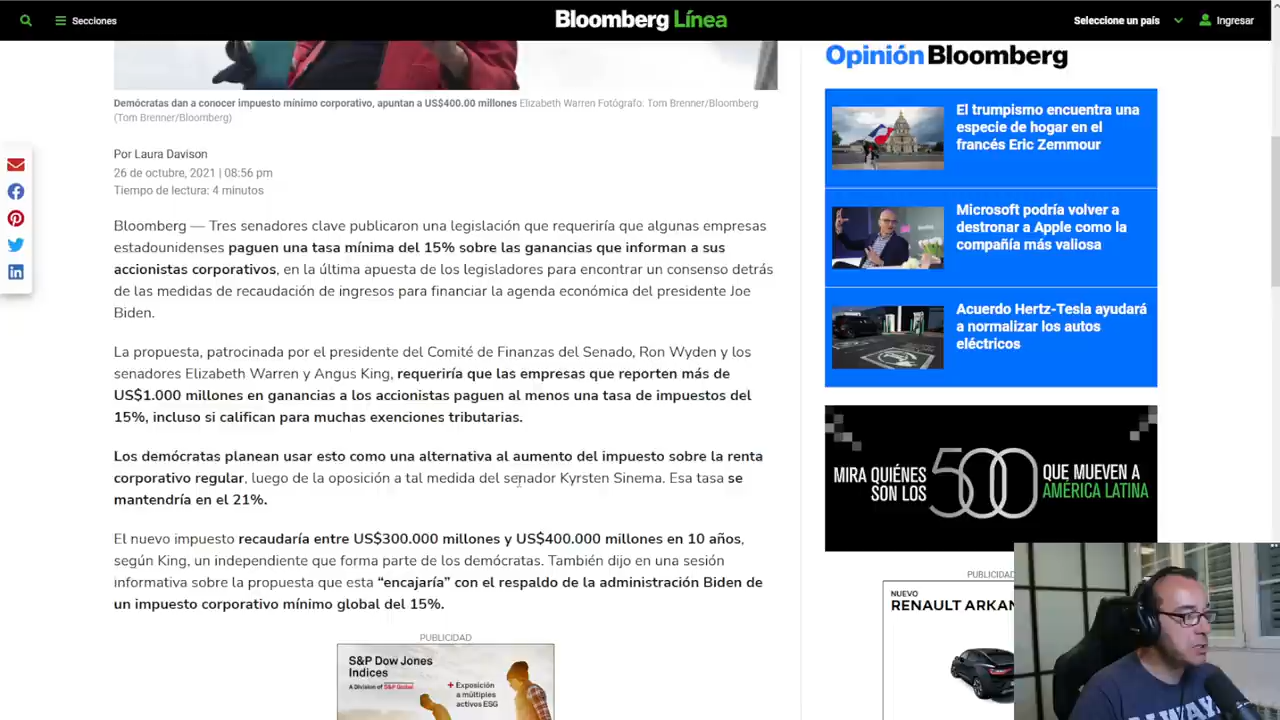 Secciones
Bloomberg Línea
Seleccione un país
Ingresar
Demócratas dan a conocer impuesto mínimo corporativo, apuntan a US$400.00 millones Elizabeth Warren Fotógrafo. Tom Brenner/Bloomberg
(Tom Brenner/Bloomberg)
Por Laura Davison
26 de octubre, 2021 | 08:56 pm
Tiempo de lectura: 4 minutos
Bloomberg — Tres senadores clave publicaron una legislación que requeriría que algunas empresas
estadounidenses paguen una tasa mínima del 15% sobre las ganancias que informan a sus
accionistas corporativos, en la última apuesta de los legisladores para encontrar un consenso detrás
de las medidas de recaudación de ingresos para financiar la agenda económica del presidente Joe
Biden.
La propuesta, patrocinada por el presidente del Comité de Finanzas del Senado, Ron Wyden y los
senadores Elizabeth Warren y Angus King, requeriría que las empresas que reporten más de
US$1.000 millones en ganancias a los accionistas paguen al menos una tasa de impuestos del
15%, incluso si califican para muchas exenciones tributarias.
Los demócratas planean usar esto como una alternativa al aumento del impuesto sobre la renta
corporativo regular, luego de la oposición a tal medida del senador Kyrsten Sinema. Esa tasa se
mantendría en el 21%.
El nuevo impuesto recaudaría entre US$300.000 millones y US$400.000 millones en 10 años,
según King, un independiente que forma parte de los demócratas. También dijo en una sesión
informativa sobre la propuesta que esta “encajaría” con el respaldo de la administración Biden de
un impuesto corporativo mínimo global del 15%.
PUBLICIDAD
S&P Dow Jones
Indices
A Division of S&P Global
+ Exposición
a múltiples
activos ESG
Opinión Bloomberg
El trumpismo encuentra una
especie de hogar en el
francés Eric Zemmour
Microsoft podría volver a
destronar a Apple como la
compañía más valiosa
Acuerdo Hertz-Tesla ayudará
a normalizar los autos
eléctricos
MIRA QUIÉNES
SON LOS
500
QUE MUEVEN A
AMÉRICA LATINA
PUBLICIDAD
NUEVO
RENAULT ARKAN
ALWAY